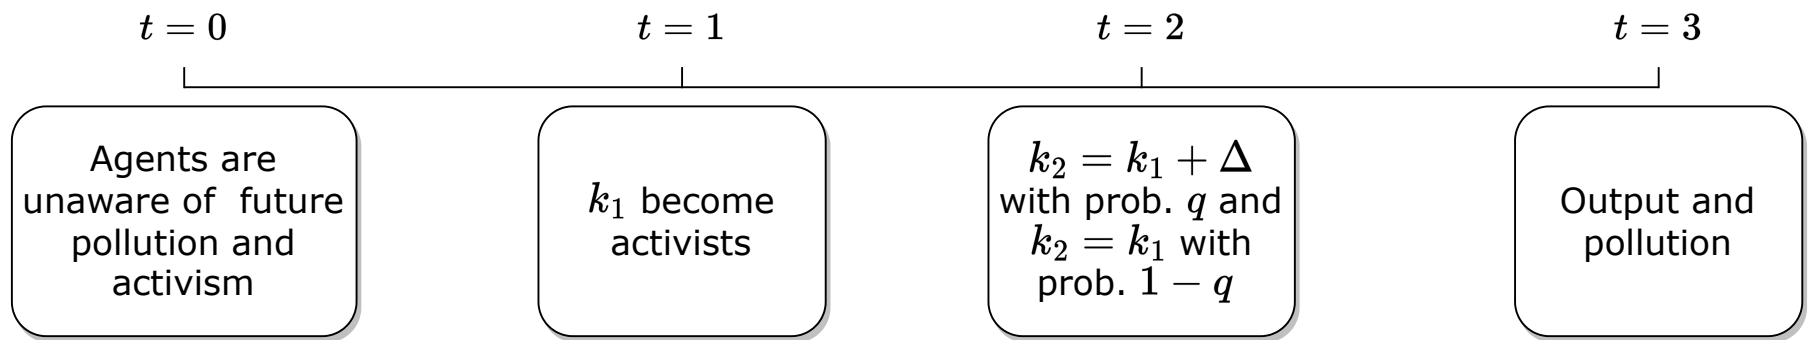 t = 0
t = 1
t = 2
t = 3
Agents are
unaware of future
pollution and
activism
k₁ become
activists
k₂ = k₁ + Δ
with prob. q and
k₂ = k₁ with
prob. 1 − q
Output and
pollution